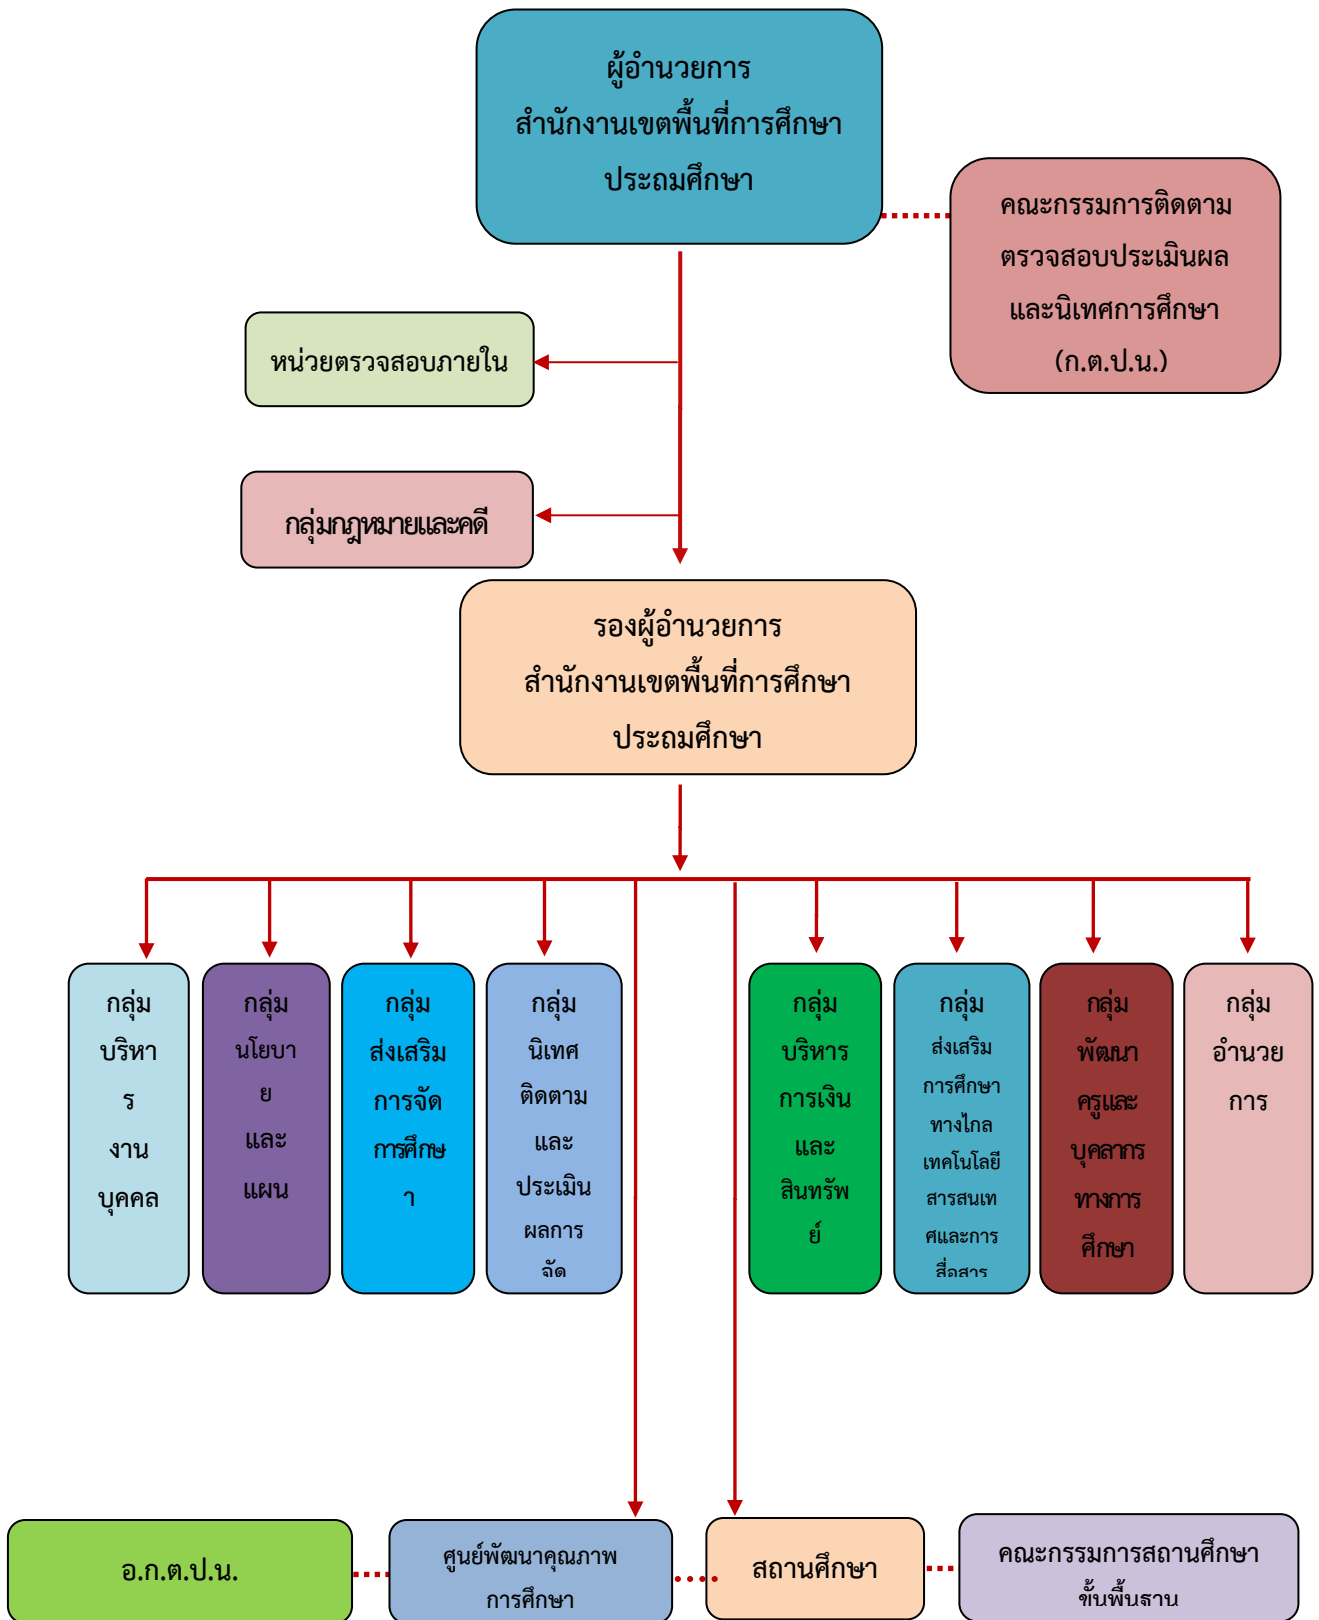 ผู้อำนวยการ
สำนักงานเขตพื้นที่การศึกษา
ประถมศึกษา
คณะกรรมการติดตาม
ตรวจสอบประเมินผล
และนิเทศการศึกษา
(ก.ต.ป.น.)
หน่วยตรวจสอบภายใน
กลุ่มกฎหมายและคดี
รองผู้อำนวยการ
สำนักงานเขตพื้นที่การศึกษา
ประถมศึกษา
กลุ่ม
บริหา
ร
งาน
บุคคล
กลุ่ม
นโยบา
ย
และ
แผน
กลุ่ม
ส่งเสริม
การจัด
การศึกษ
า
กลุ่ม
นิเทศ
ติดตาม
และ
ประเมิน
ผลการ
จัด
กลุ่ม
บริหาร
การเงิน
และ
สินทรัพ
ย์
กลุ่ม
ส่งเสริม
การศึกษา
ทางไกล
เทคโนโลยี
สารสนเท
ศและการ
สื่อสาร
กลุ่ม
พัฒนา
ครูและ
บุคลากร
ทางการ
ศึกษา
กลุ่ม
อำนวย
การ
อ.ก.ต.ป.น.
ศูนย์พัฒนาคุณภาพ
การศึกษา
สถานศึกษา
คณะกรรมการสถานศึกษา
ขั้นพื้นฐาน